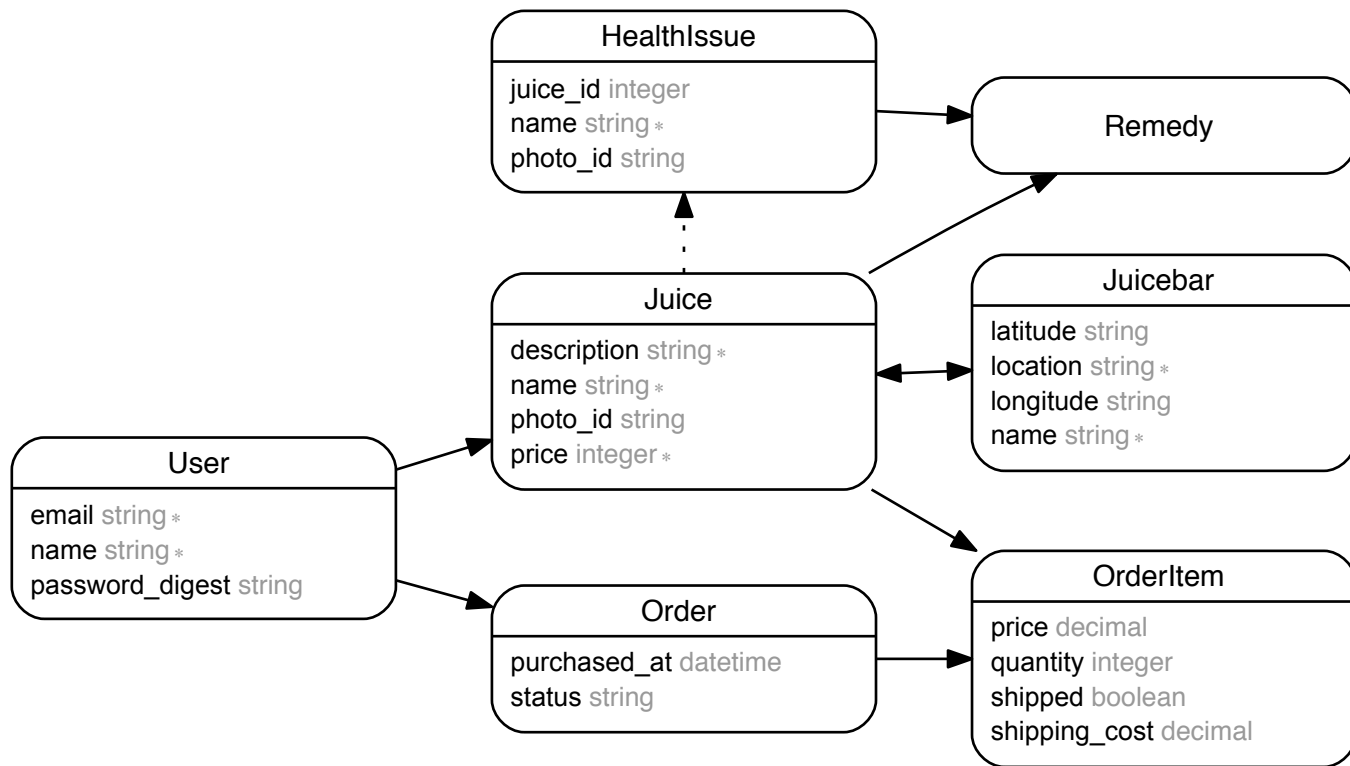 HealthIssue
juice_id integer
name string *
photo_id string
Remedy
Juice
description string *
name string *
photo_id string
price integer *
Juicebar
latitude string
location string *
longitude string
name string *
User
email string *
name string *
password_digest string
Order
purchased_at datetime
status string
OrderItem
price decimal
quantity integer
shipped boolean
shipping_cost decimal